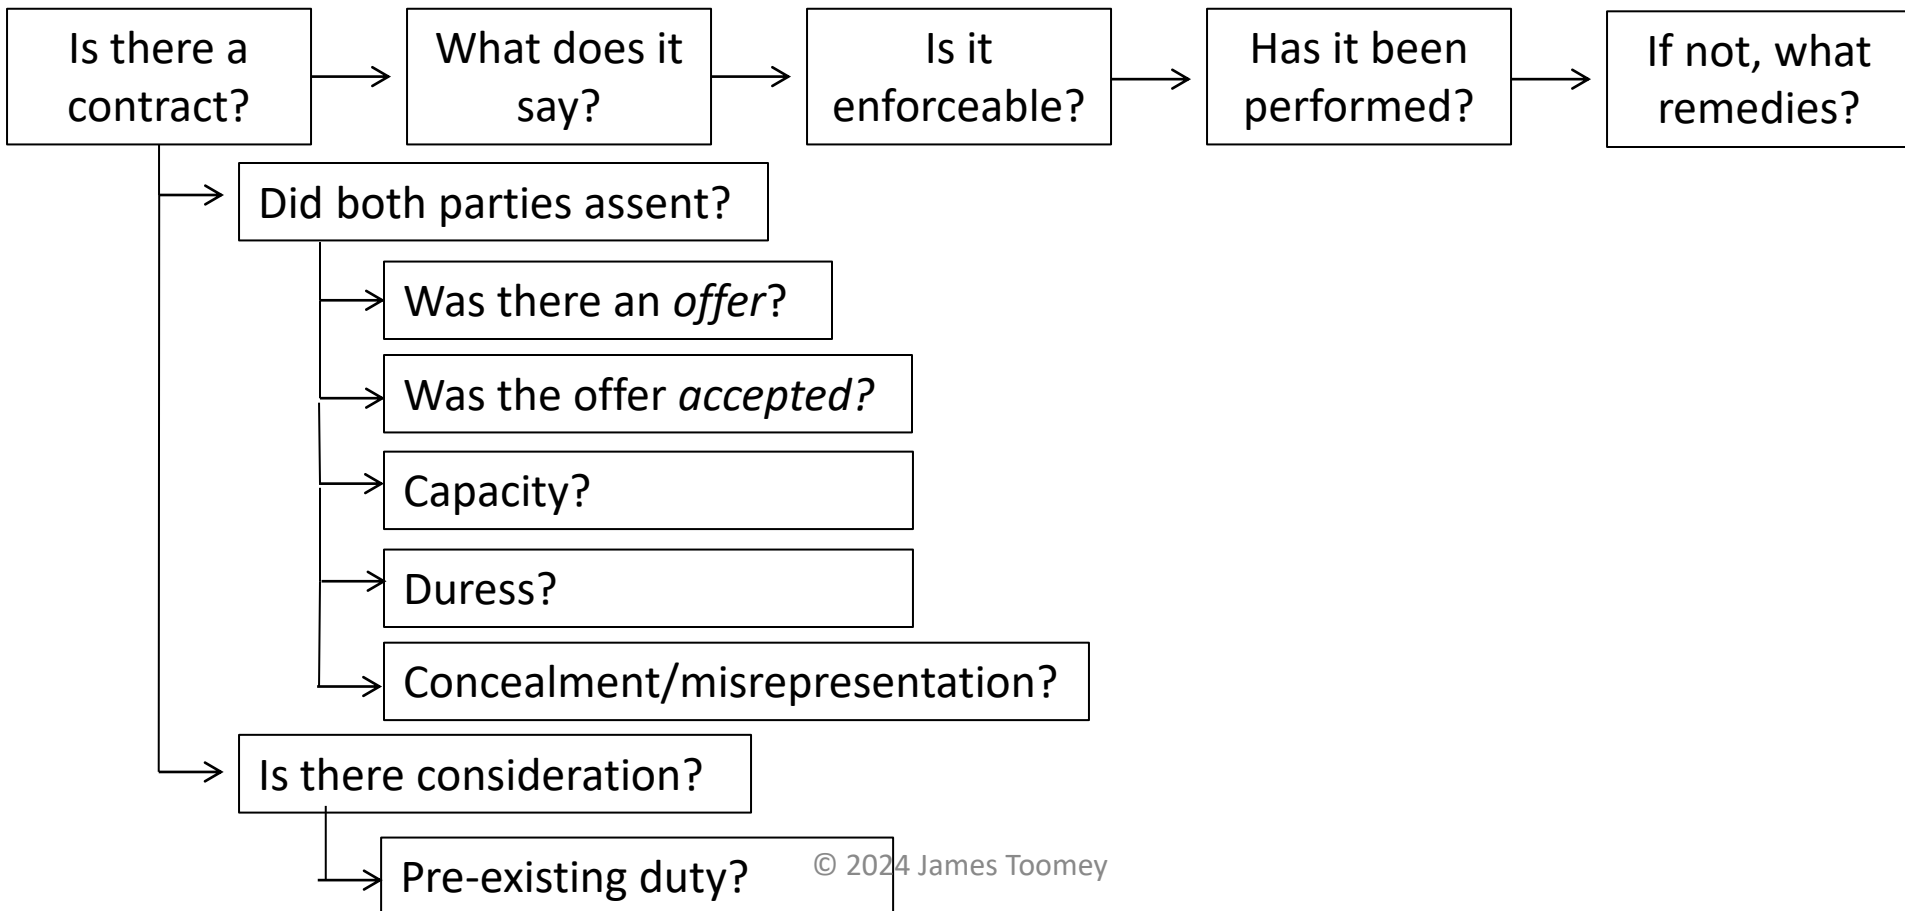 Is there a
contract?
What does it
say?
Is it
enforceable?
Has it been
performed?
If not, what
remedies?
Did both parties assent?
Was there an offer?
Was the offer accepted?
Capacity?
Duress?
Concealment/misrepresentation?
Is there consideration?
Pre-existing duty?
© 2024 James Toomey